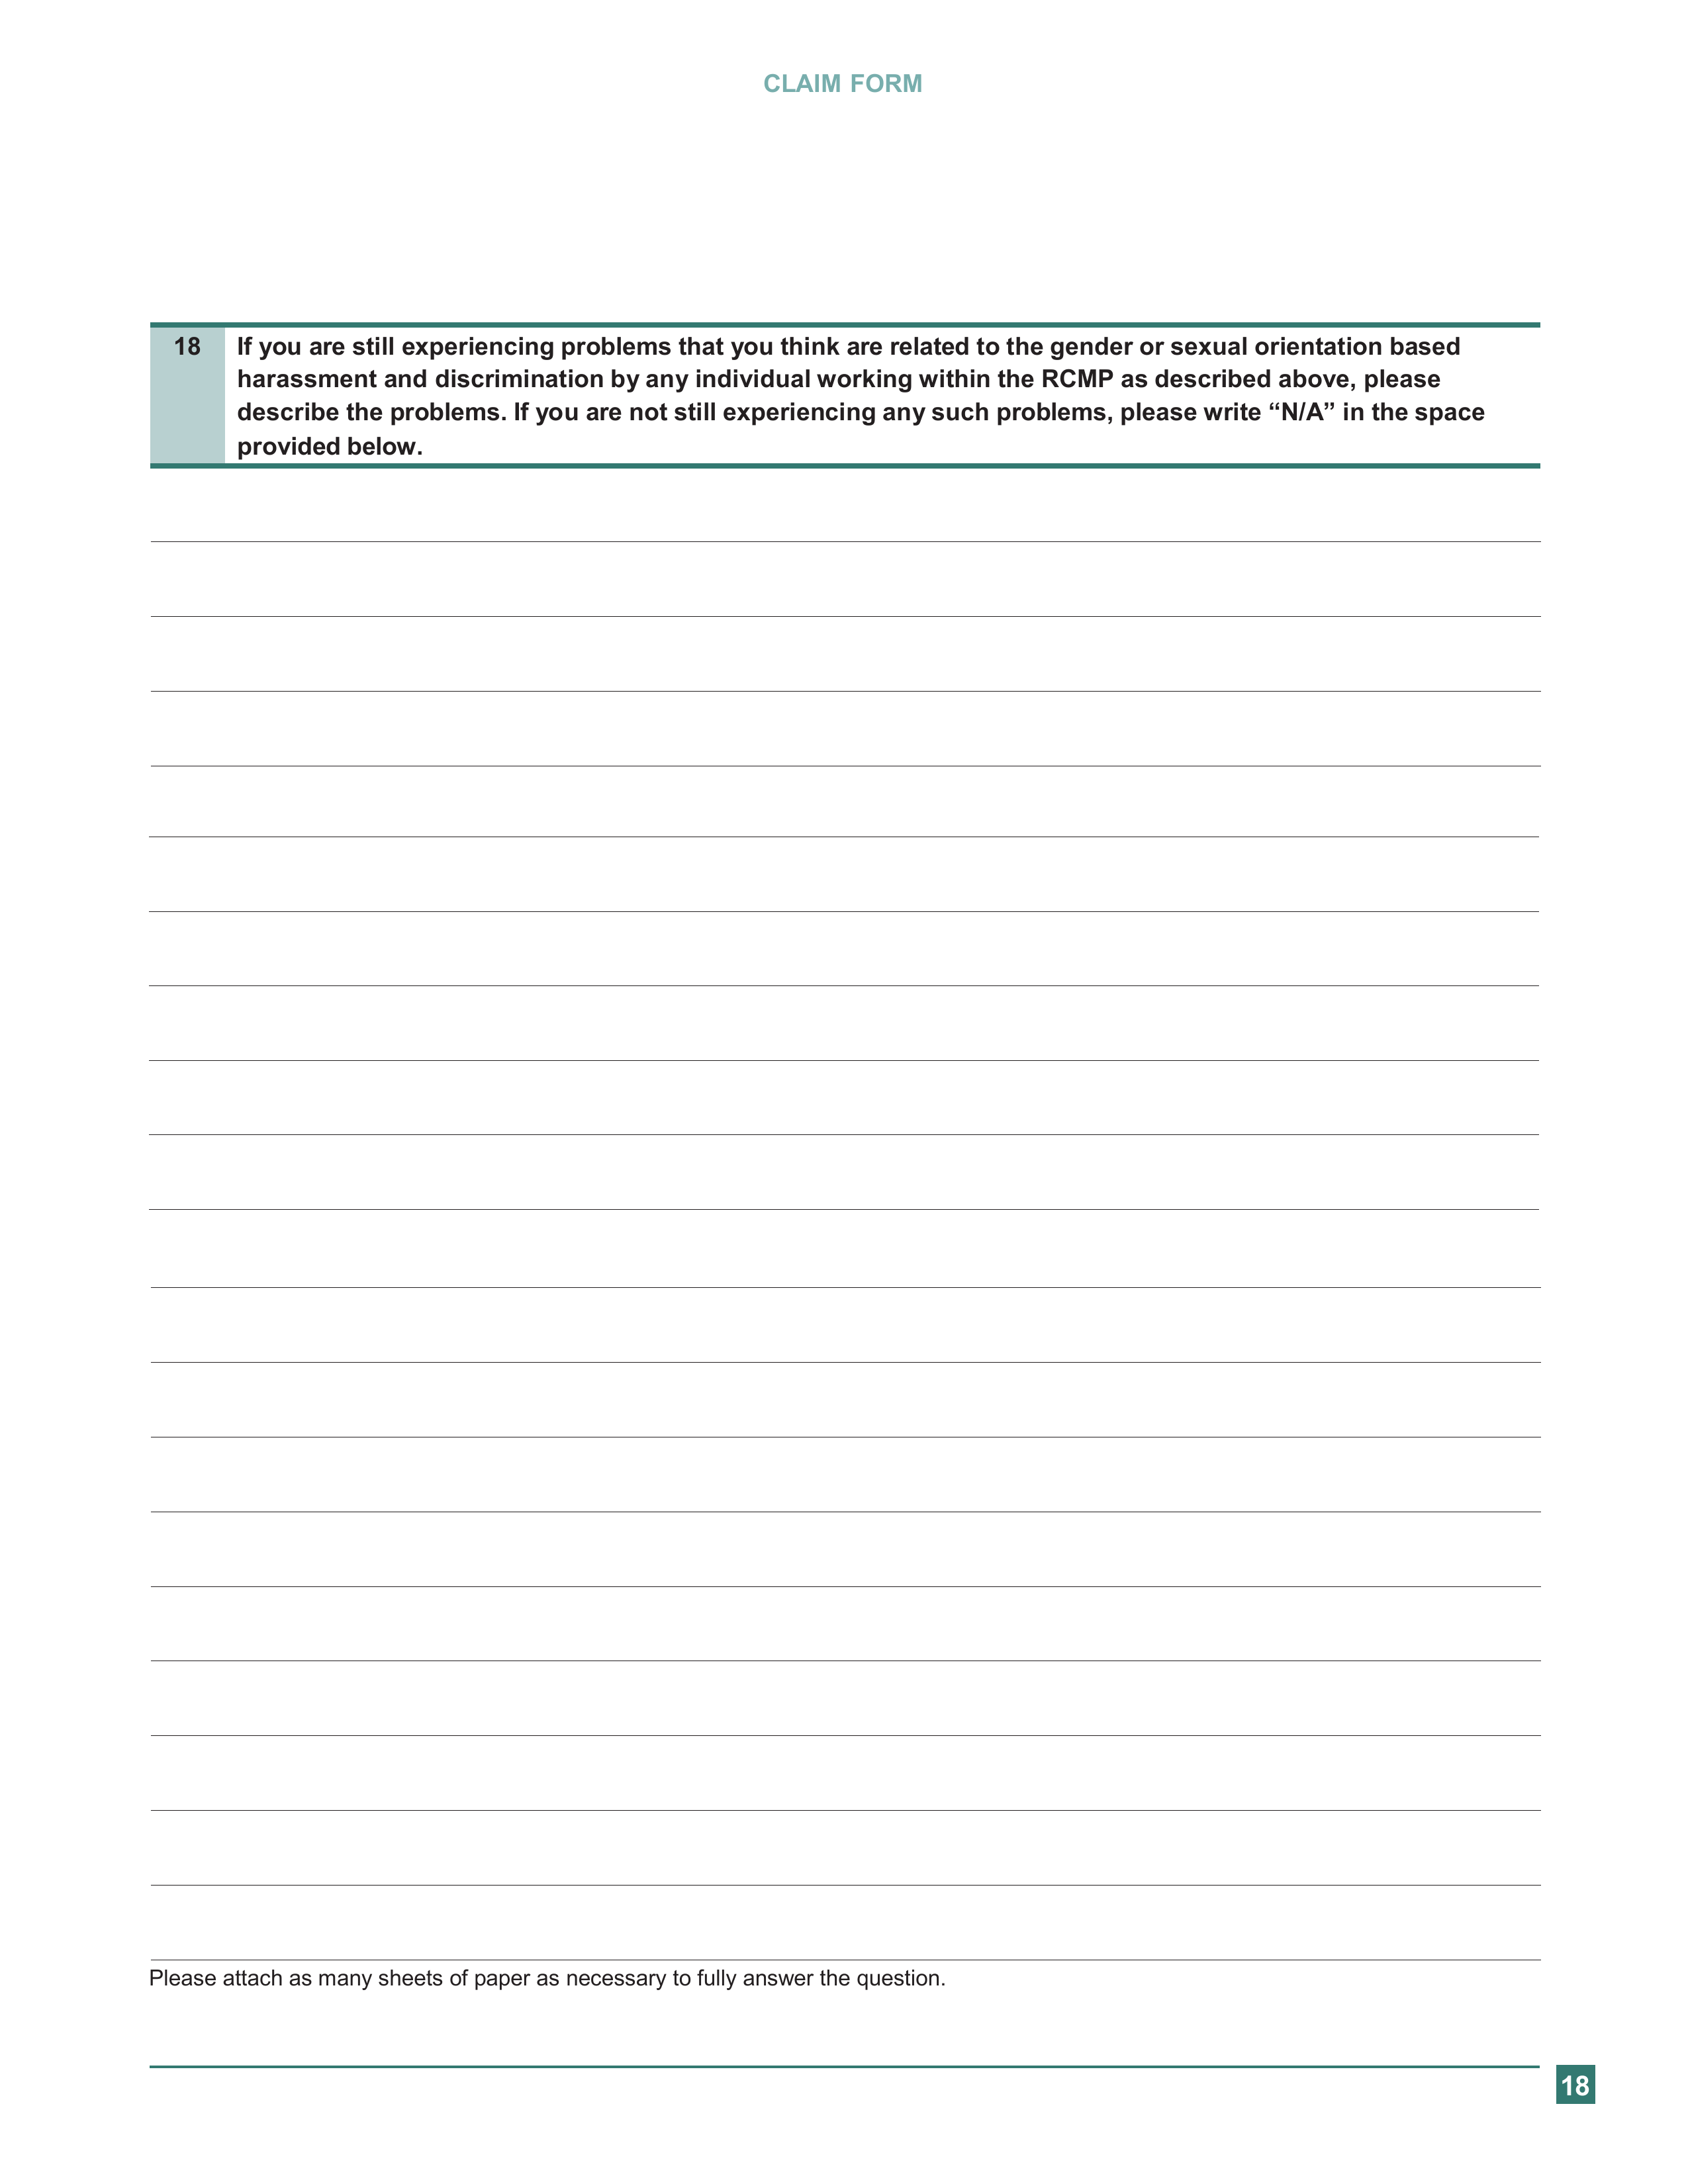 CLAIM FORM
18
If you are still experiencing problems that you think are related to the gender or sexual orientation based
harassment and discrimination by any individual working within the RCMP as described above, please
describe the problems. If you are not still experiencing any such problems, please write “N/A” in the space
provided below.
Please attach as many sheets of paper as necessary to fully answer the question.
18